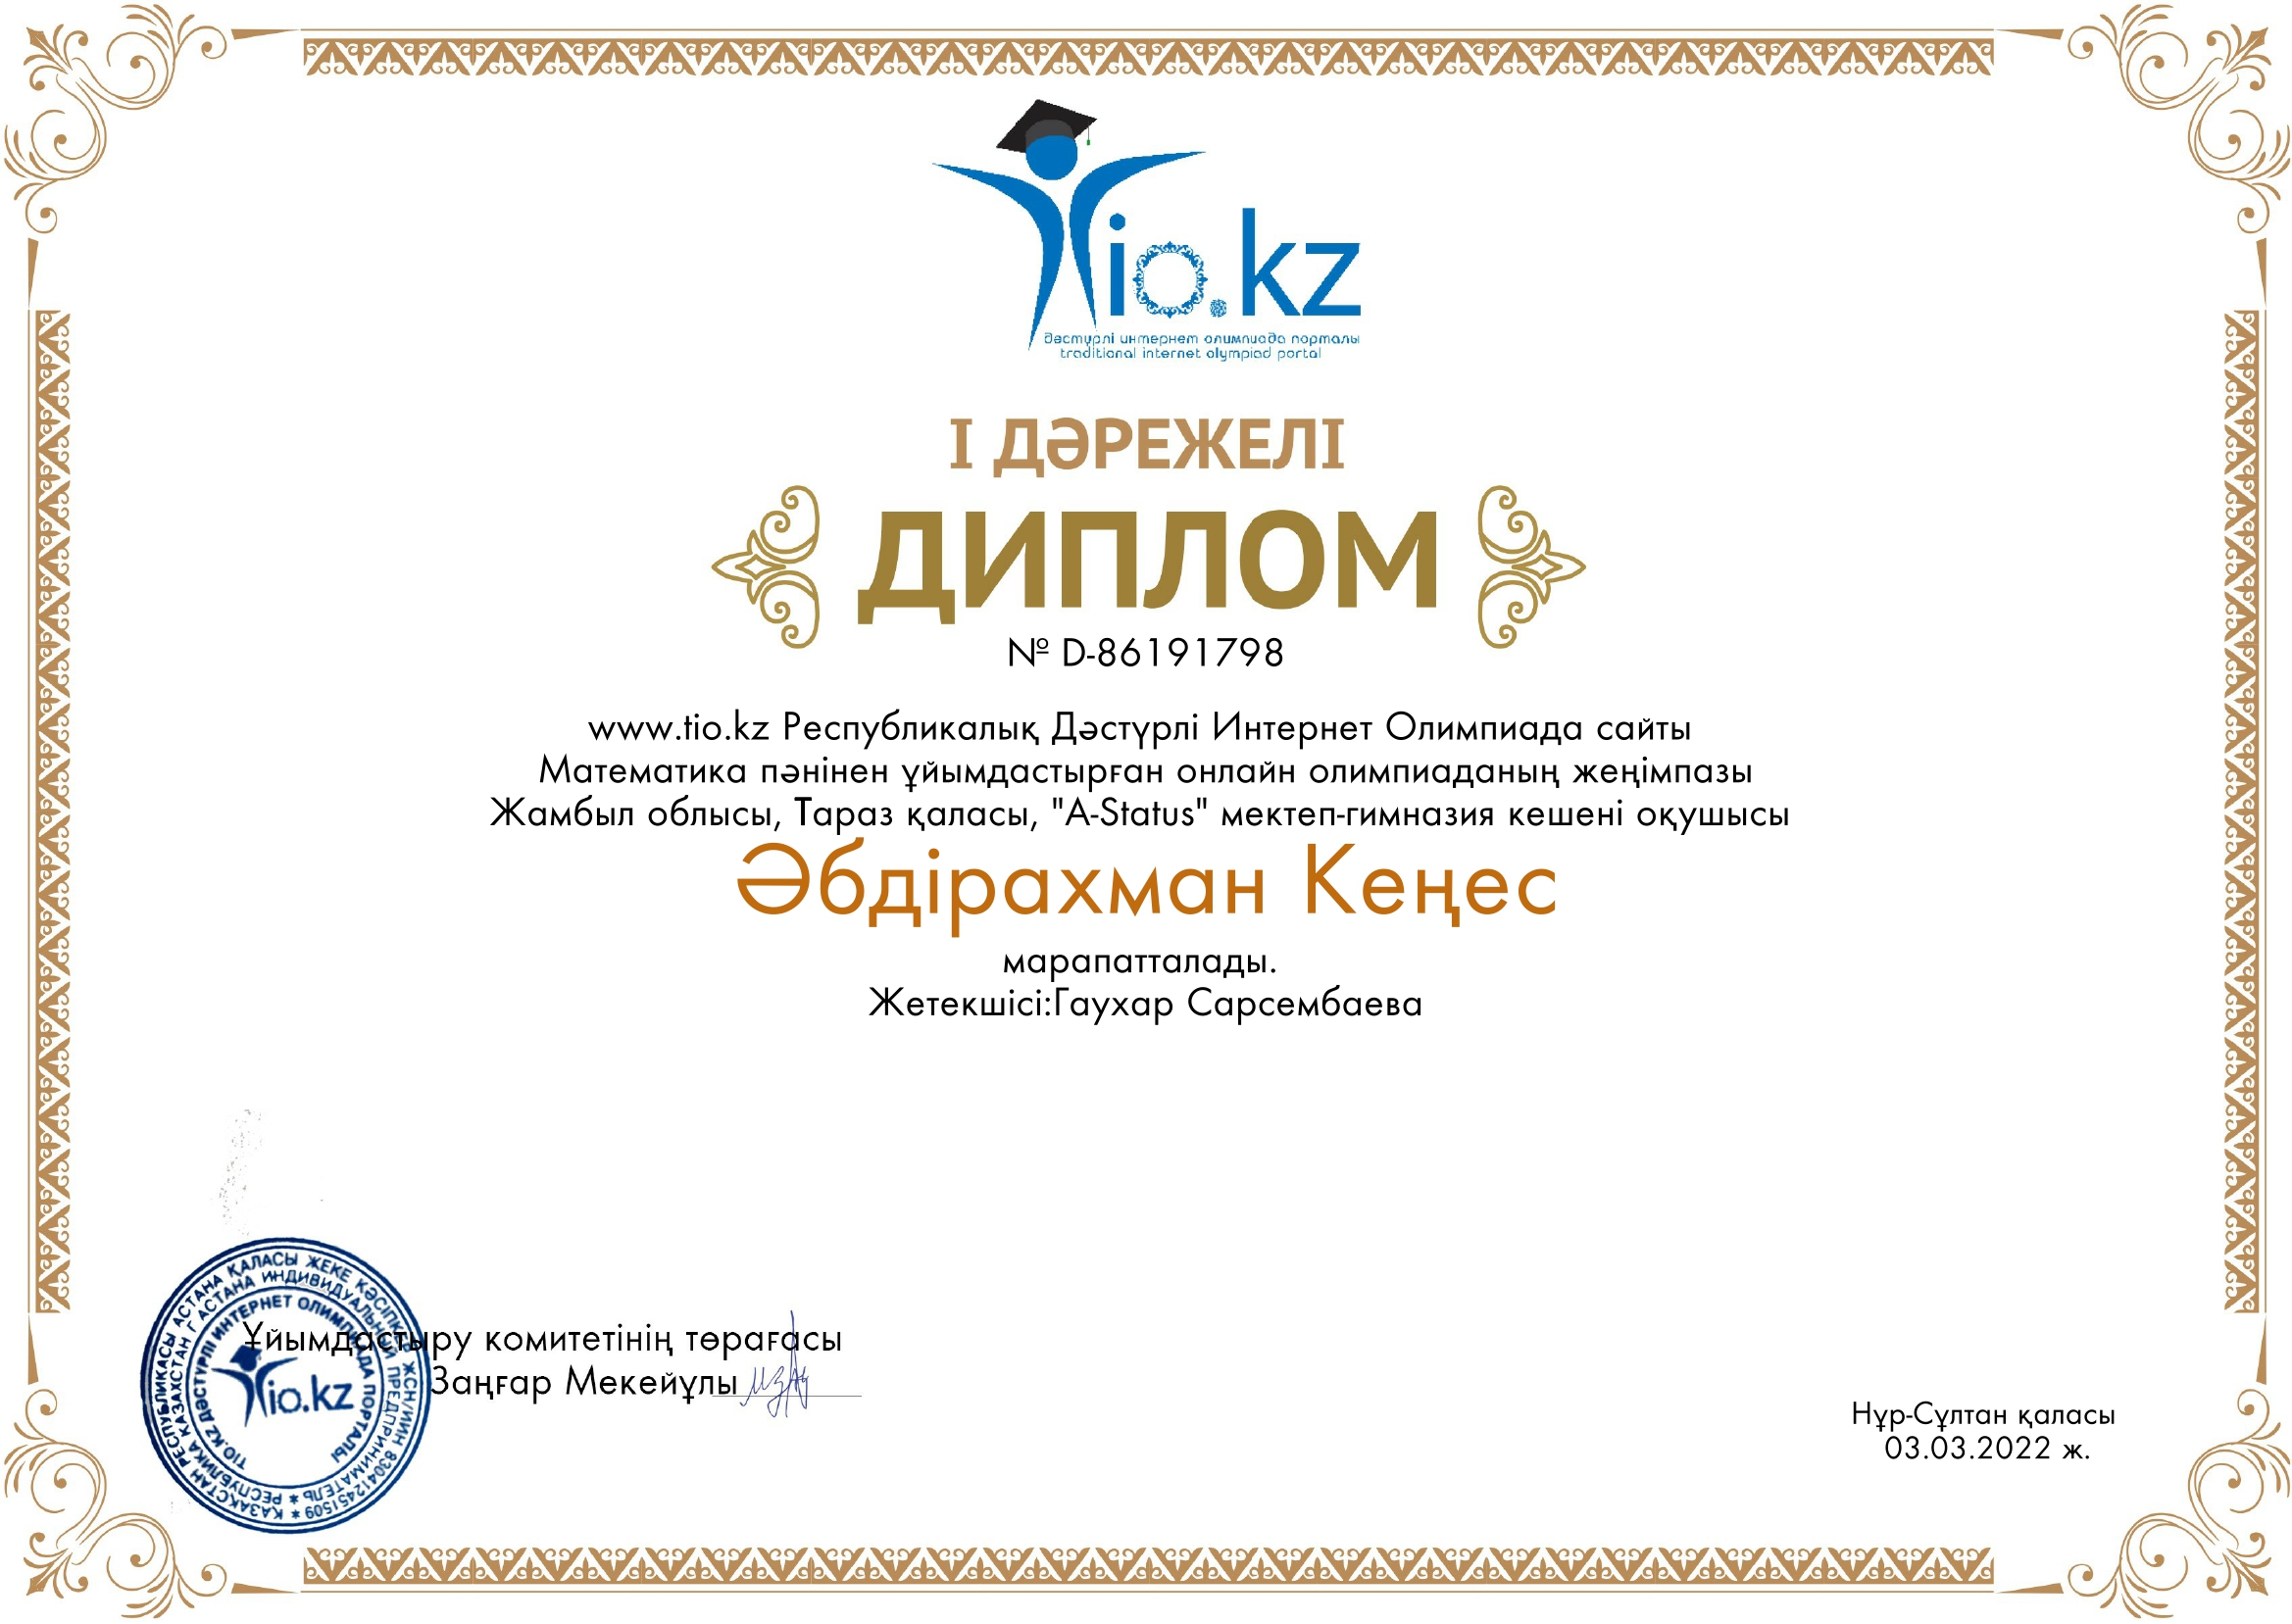 Tio.kz
дәстүрлі интернет олимпиада порталы
traditional internet olympiad portal
І ДӘРЕЖЕЛІ
ДИПЛОМ
№ D-86191798
www.tio.kz Республикалық Дәстүрлі Интернет Олимпиада сайты
Математика пәнінен ұйымдастырған онлайн олимпиаданың жеңімпазы
Жамбыл облысы, Тараз қаласы, "A-Status" мектеп-гимназия кешені оқушысы
Әбдірахман Кеңес
марапатталады.
Жетекшісі:Гаухар Сарсембаева
Ұйымдастыру комитетінің төрағасы
Заңғар Мекейұлы
ҚАЗАҚСТАН РЕСПУБЛИКАСЫ АСТАНА ҚАЛАСЫ ЖЕКЕ КӘСІПКЕР ЖСН/ИИН 830412451509
РЕСПУБЛИКА КАЗАХСТАН Г АСТАНА ИНДИВИДУАЛЬНЫЙ ПРЕДПРИНИМАТЕЛЬ
TIO.KZ ДӘСТҮРЛІ ИНТЕРНЕТ ОЛИМПИАДА ПОРТАЛЫ
Tio.kz
Нұр-Сұлтан қаласы
03.03.2022 ж.